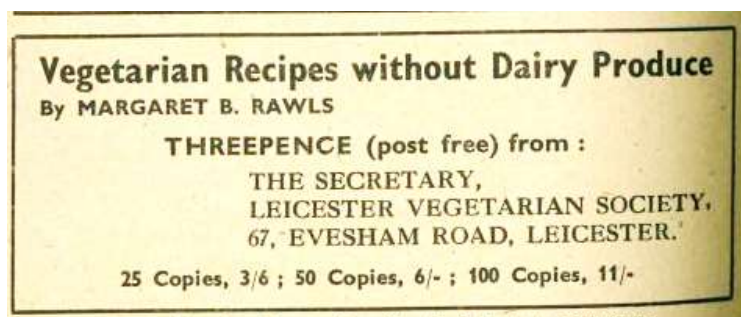 Vegetarian Recipes without Dairy Produce
By MARGARET B. RAWLS
THREEPENCE (post free) from :
THE SECRETARY,
LEICESTER VEGETARIAN SOCIETY,
67, EVESHAM ROAD, LEICESTER.
25 Copies, 3/6 ; 50 Copies, 6/- ; 100 Copies, 11/-